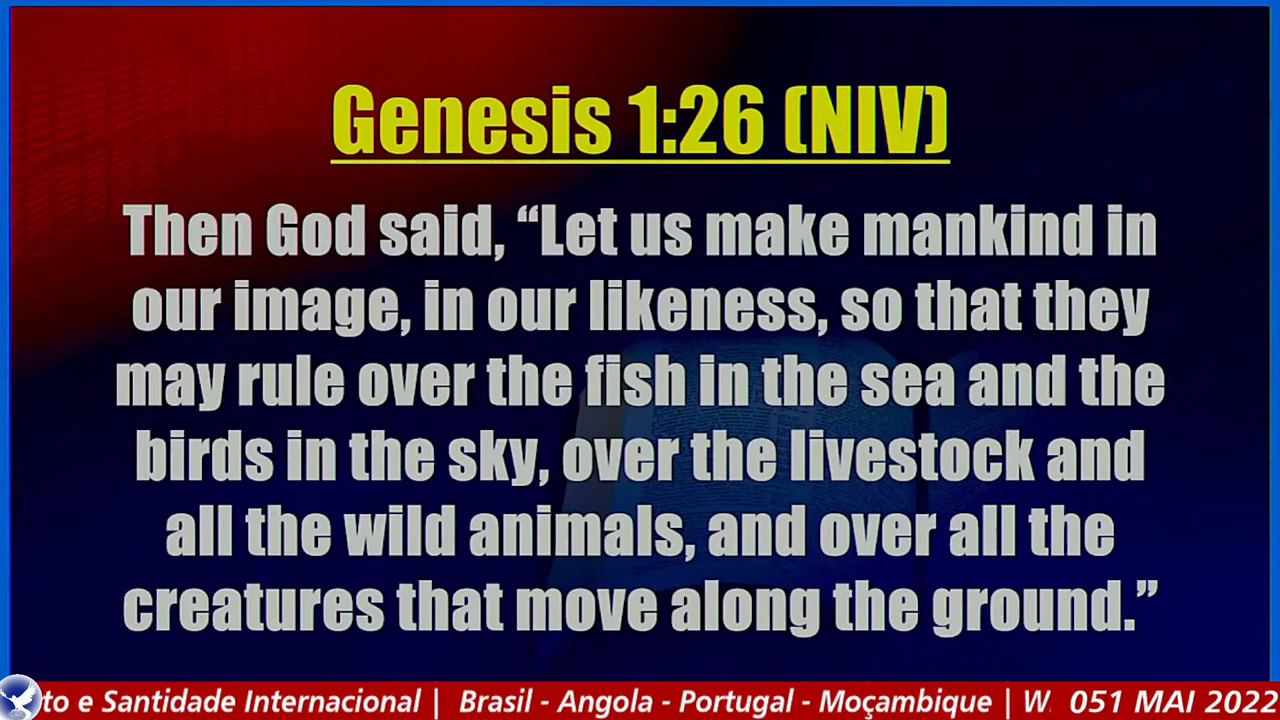 Genesis 1:26 (NIV)
Then God said, “Let us make mankind in
our image, in our likeness, so that they
may rule over the fish in the sea and the
birds in the sky, over the livestock and
all the wild animals, and over all the
creatures that move along the ground.”
to e Santidade Internacional | Brasil - Angola - Portugal - Moçambique | W 051 MAI 2022